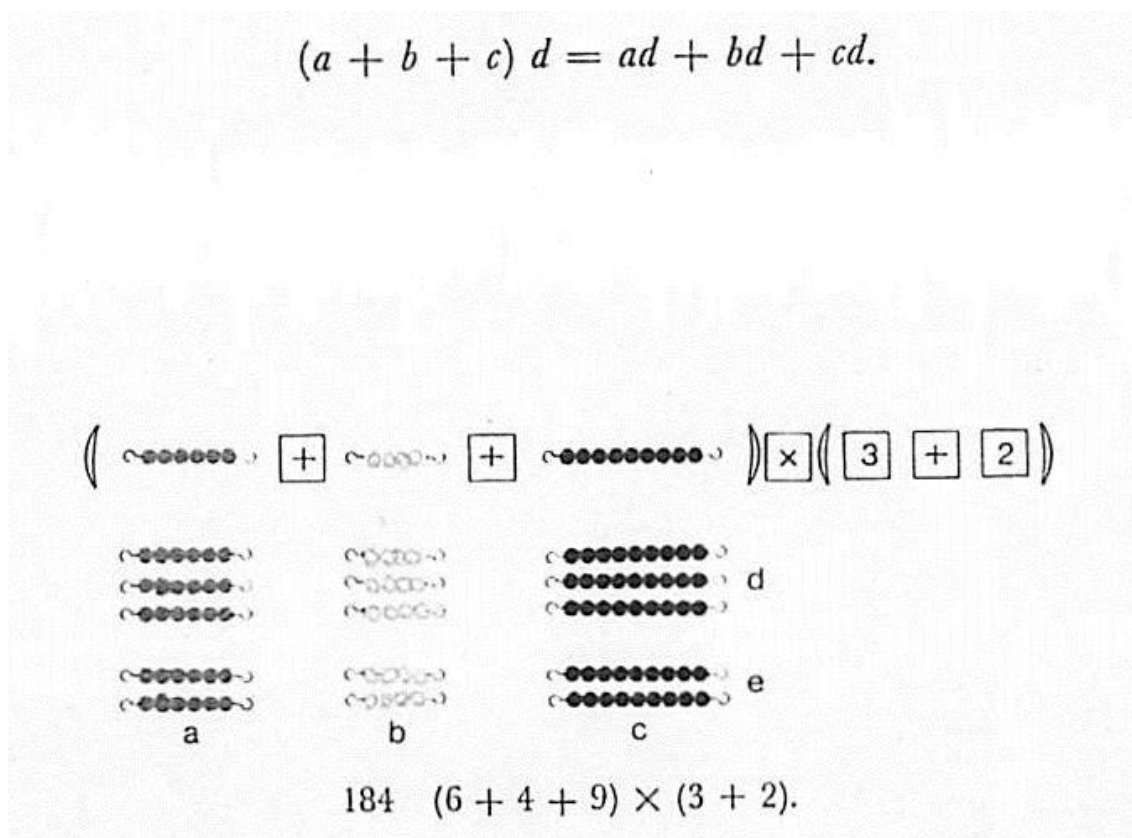 (a + b + c) d = ad + bd + cd.
( + + ) × ( 3 + 2 )
d
e
a b c
184 (6 + 4 + 9) × (3 + 2).